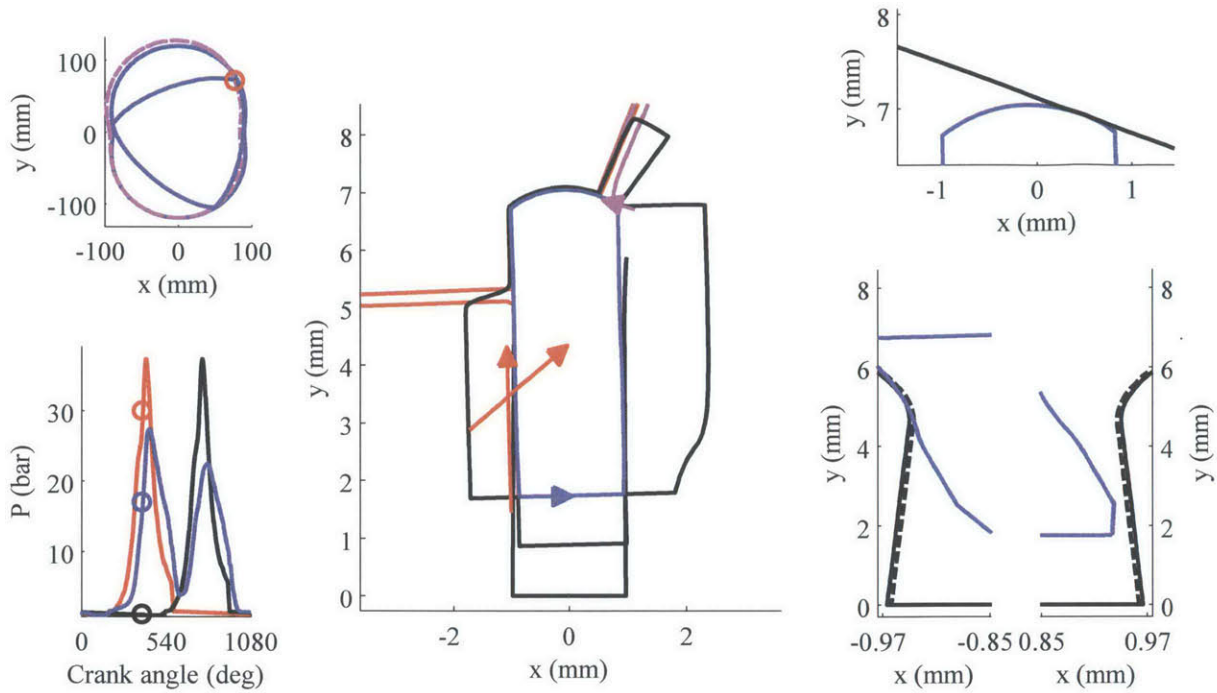 100
0
-100
y (mm)
-100 0 100
x (mm)
30
20
10
P (bar)
0 540 1080
Crank angle (deg)
8
7
6
5
4
3
2
1
0
y (mm)
-2 0 2
x (mm)
8
7
y (mm)
-1 0 1
x (mm)
8
6
4
2
0
y (mm)
-0.97 -0.85
x (mm)
8
6
4
2
0
y (mm)
0.85 0.97
x (mm)